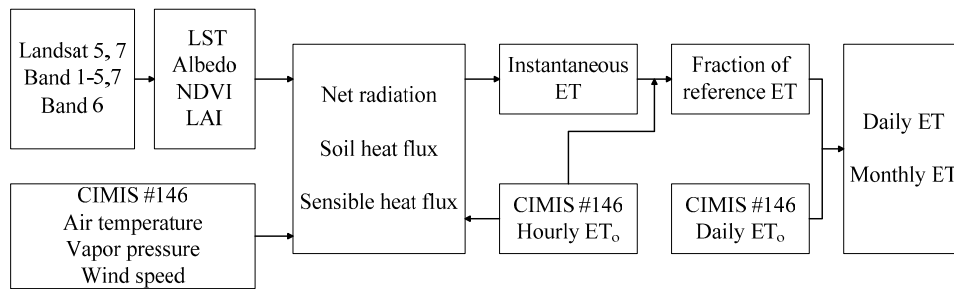 Landsat 5, 7
Band 1-5,7
Band 6
LST
Albedo
NDVI
LAI
CIMIS #146
Air temperature
Vapor pressure
Wind speed
Net radiation
Soil heat flux
Sensible heat flux
Instantaneous
ET
CIMIS #146
Hourly ETₒ
Fraction of
reference ET
CIMIS #146
Daily ETₒ
Daily ET
Monthly ET